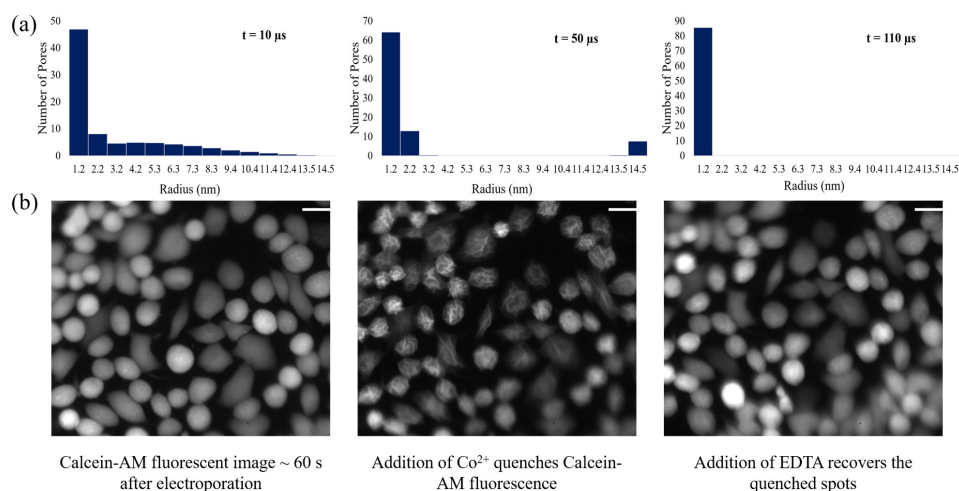 (a)
50
40
30
20
10
0
Number of Pores
t = 10 μs
1.2 2.2 3.2 4.2 5.3 6.3 7.3 8.3 9.4 10.4 11.4 12.4 13.5 14.5
Radius (nm)
70
60
50
40
30
20
10
0
Number of Pores
t = 50 μs
1.2 2.2 3.2 4.2 5.3 6.3 7.3 8.3 9.4 10.4 11.4 12.4 13.5 14.5
Radius (nm)
90
80
70
60
50
40
30
20
10
0
Number of Pores
t = 110 μs
1.2 2.2 3.2 4.2 5.3 6.3 7.3 8.3 9.4 10.4 11.4 12.4 13.5 14.5
Radius (nm)
(b)
Calcein-AM fluorescent image ~ 60 s
after electroporation
Addition of Co²⁺ quenches Calcein-
AM fluorescence
Addition of EDTA recovers the
quenched spots